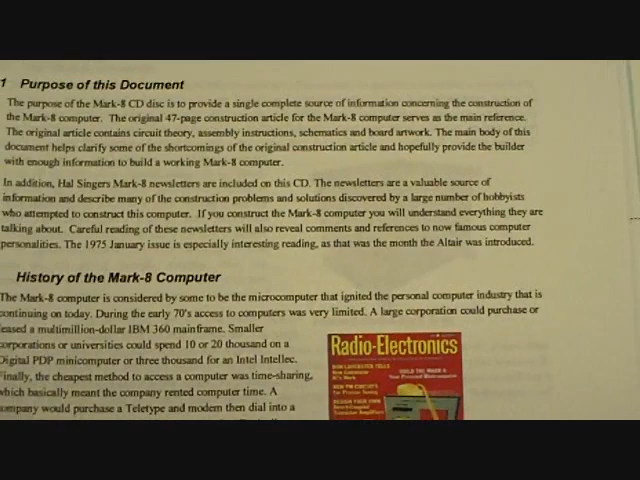 1 Purpose of this Document
The purpose of the Mark-8 CD disc is to provide a single complete source of information concerning the construction of
the Mark-8 computer. The original 47-page construction article for the Mark-8 computer serves as the main reference.
The original article contains circuit theory, assembly instructions, schematics and board artwork. The main body of this
document helps clarify some of the shortcomings of the original construction article and hopefully provide the builder
with enough information to build a working Mark-8 computer.
In addition, Hal Singers Mark-8 newsletters are included on this CD. The newsletters are a valuable source of
information and describe many of the construction problems and solutions discovered by a large number of hobbyists
who attempted to construct this computer. If you construct the Mark-8 computer you will understand everything they are
talking about. Careful reading of these newsletters will also reveal comments and references to now famous computer
personalities. The 1975 January issue is especially interesting reading, as that was the month the Altair was introduced.
History of the Mark-8 Computer
The Mark-8 computer is considered by some to be the microcomputer that ignited the personal computer industry that is
continuing on today. During the early 70's access to computers was very limited. A large corporation could purchase or
leased a multimillion-dollar IBM 360 mainframe. Smaller
corporations or universities could spend 10 or 20 thousand on a
Digital PDP minicomputer or three thousand for an Intel Intellec.
Finally, the cheapest method to access a computer was time-sharing,
which basically meant the company rented computer time. A
company would purchase a Teletype and modem then dial into a
Radio-Electronics
DON LANCASTER TELLS
BUILD THE MARK-8
Your Personal Minicomputer